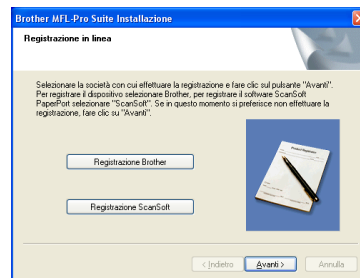 Brother MFL-Pro Suite Installazione
Registrazione in linea
Selezionare la società con cui effettuare la registrazione e fare clic sul pulsante "Avanti".
Per registrare il dispositivo selezionare Brother, per registrare il software ScanSoft
PaperPort selezionare "ScanSoft". Se in questo momento si preferisce non effettuare la
registrazione, fare clic su "Avanti".
Registrazione Brother
Registrazione ScanSoft
< Indietro
Avanti >
Annulla